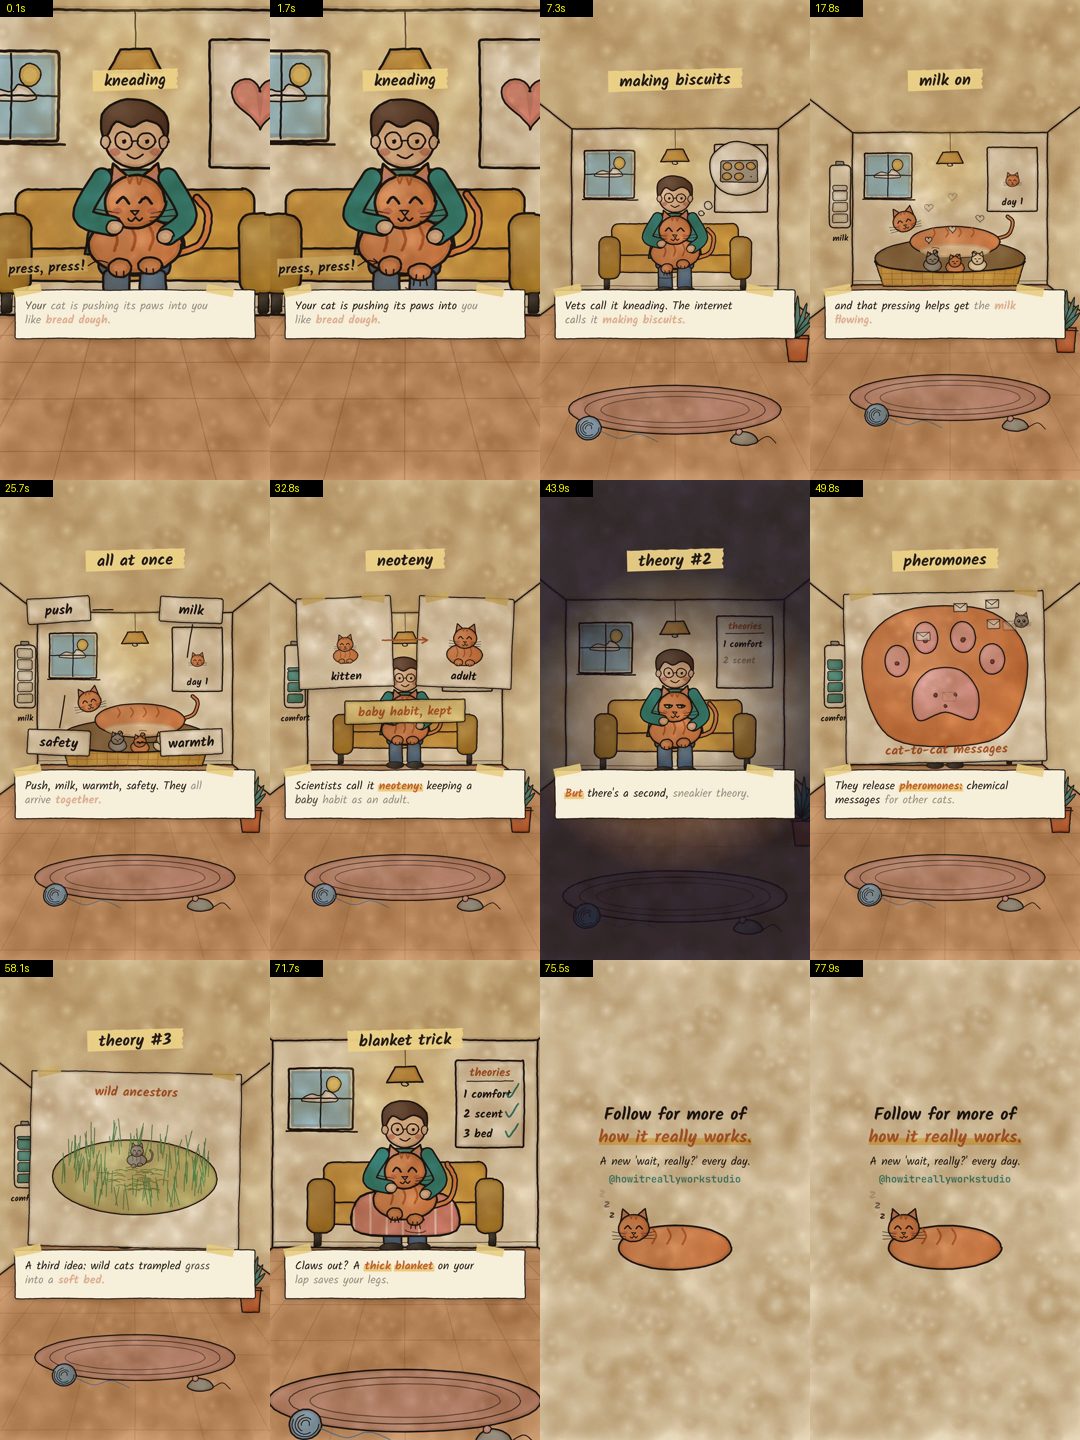 0.1s
kneading
press, press!
Your cat is pushing its paws into you
like bread dough.
1.7s
kneading
press, press!
Your cat is pushing its paws into you
like bread dough.
7.3s
making biscuits
Vets call it kneading. The internet
calls it making biscuits.
17.8s
milk on
day 1
milk
and that pressing helps get the milk
flowing.
25.7s
all at once
push
milk
day 1
milk
safety
warmth
Push, milk, warmth, safety. They all
arrive together.
32.8s
neoteny
kitten
adult
baby habit, kept
comfort
Scientists call it neoteny: keeping a
baby habit as an adult.
43.9s
theory #2
theories
1 comfort
2 scent
But there's a second, sneakier theory.
49.8s
pheromones
comfor
cat-to-cat messages
They release pheromones: chemical
messages for other cats.
58.1s
theory #3
wild ancestors
comf
A third idea: wild cats trampled grass
into a soft bed.
71.7s
blanket trick
theories
1 comfort
2 scent
3 bed
Claws out? A thick blanket on your
lap saves your legs.
75.5s
Follow for more of
how it really works.
A new 'wait, really?' every day.
@howitreallyworkstudio
z
z
z
77.9s
Follow for more of
how it really works.
A new 'wait, really?' every day.
@howitreallyworkstudio
z
z
z